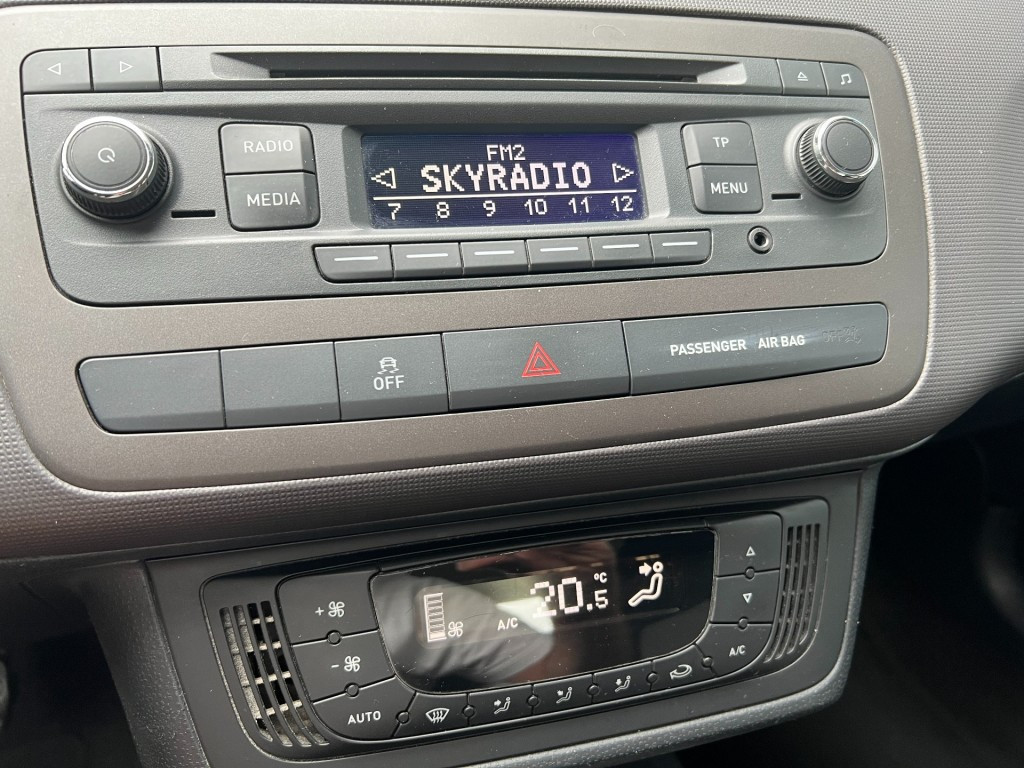 RADIO
MEDIA
FM2
SKYRADIO
7 8 9 10 11 12
TP
MENU
OFF
PASSENGER AIR BAG
+
-
AUTO
A/C
20.5 °C
A/C